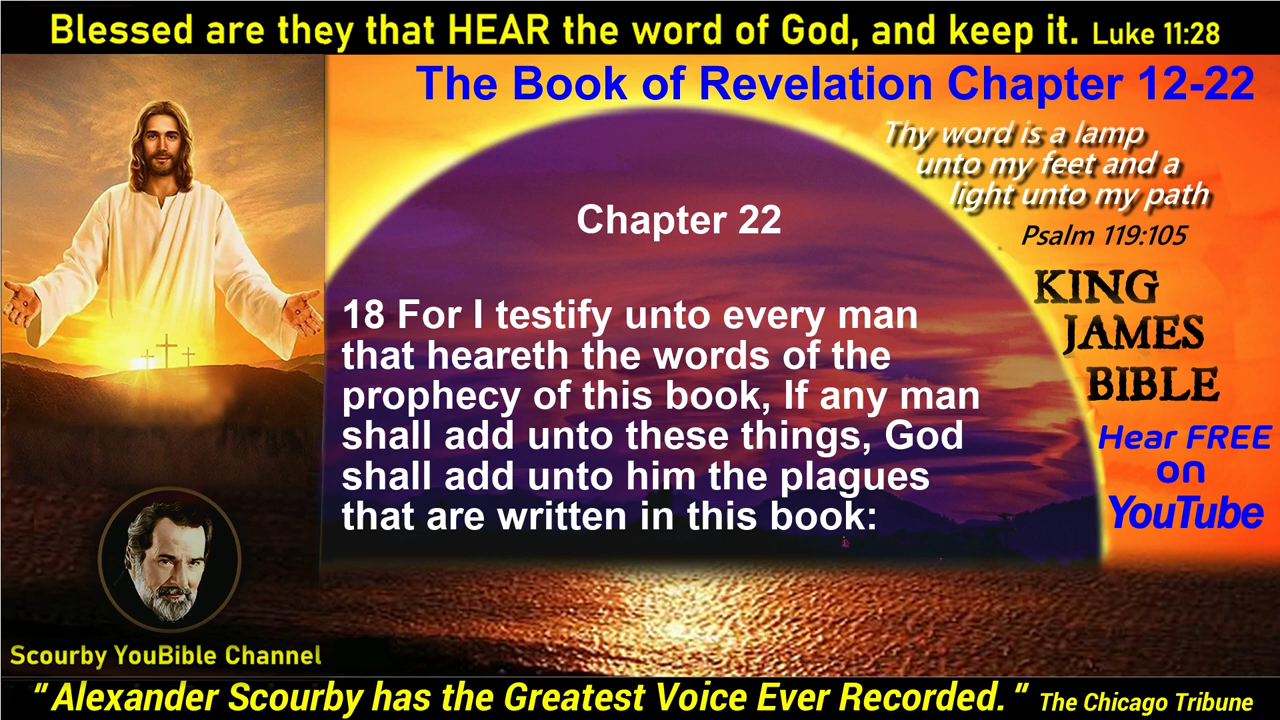 Blessed are they that HEAR the word of God, and keep it. Luke 11:28
The Book of Revelation Chapter 12-22
Thy word is a lamp
unto my feet and a
light unto my path
Psalm 119:105
KING
JAMES
BIBLE
Hear FREE
on
YouTube
Chapter 22
18 For I testify unto every man
that heareth the words of the
prophecy of this book, If any man
shall add unto these things, God
shall add unto him the plagues
that are written in this book:
Scourby YouBible Channel
“ Alexander Scourby has the Greatest Voice Ever Recorded. “ The Chicago Tribune